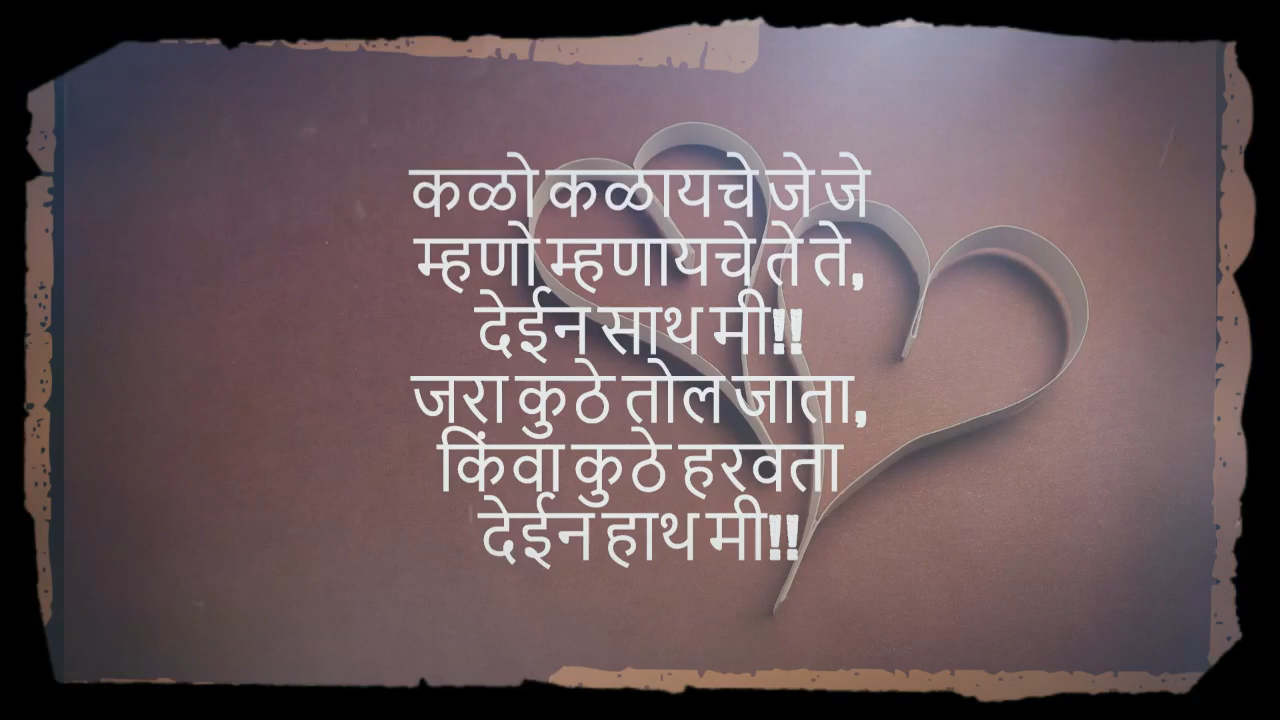 कळो कळायचे जे जे
म्हणो म्हणायचे ते ते,
देईन साथ मी!!
जरा कुठे तोल जाता,
किंवा कुठे हरवता
देईन हाथ मी!!